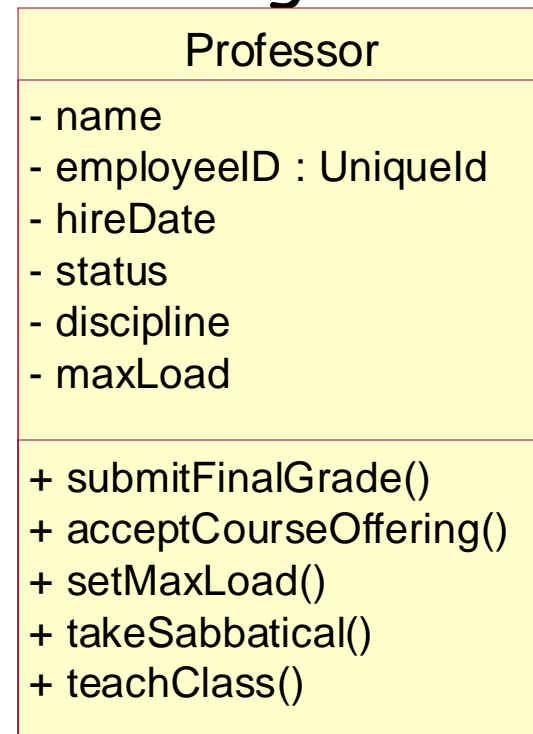 Professor
- name
- employeeID : UniqueId
- hireDate
- status
- discipline
- maxLoad
+ submitFinalGrade()
+ acceptCourseOffering()
+ setMaxLoad()
+ takeSabbatical()
+ teachClass()